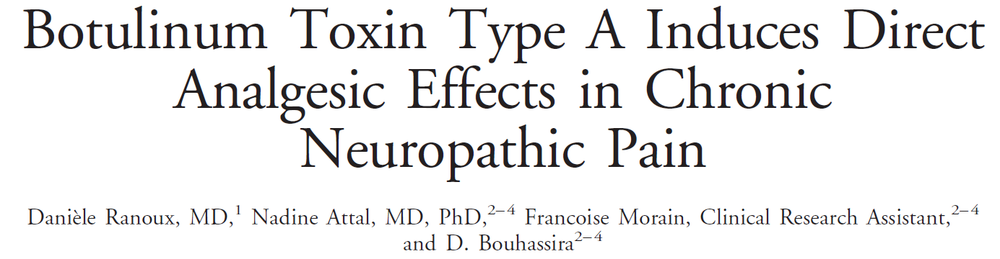 Botulinum Toxin Type A Induces Direct
Analgesic Effects in Chronic
Neuropathic Pain
Danièle Ranoux, MD,¹ Nadine Attal, MD, PhD,²⁻⁴ Francoise Morain, Clinical Research Assistant,²⁻⁴
and D. Bouhassira²⁻⁴